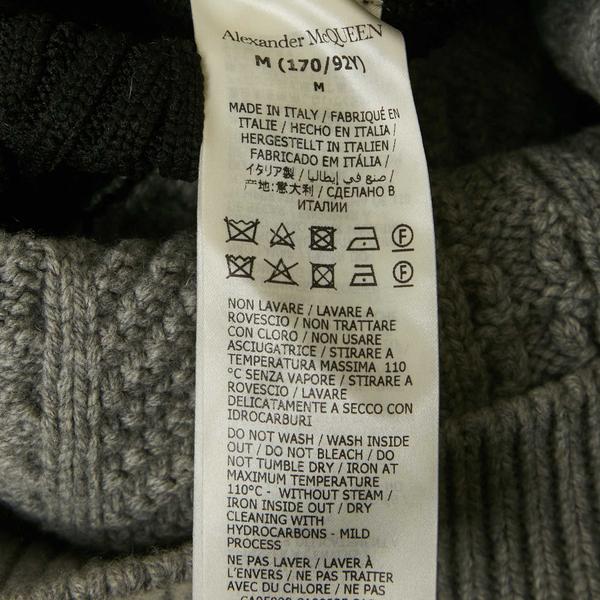 Alexander McQUEEN
M (170/92Y)
M
MADE IN ITALY / FABRIQUÉ EN
ITALIE / HECHO EN ITALIA /
HERGESTELLT IN ITALIEN /
FABRICADO EM ITÁLIA /
イタリア製 / صنع في إيطاليا /
产地:意大利 / СДЕЛАНО В
ИТАЛИИ
F
F
NON LAVARE / LAVARE A
ROVESCIO / NON TRATTARE
CON CLORO / NON USARE
ASCIUGATRICE / STIRARE A
TEMPERATURA MASSIMA 110
°C SENZA VAPORE / STIRARE A
ROVESCIO / LAVARE
DELICATAMENTE A SECCO CON
IDROCARBURI
DO NOT WASH / WASH INSIDE
OUT / DO NOT BLEACH / DO
NOT TUMBLE DRY / IRON AT
MAXIMUM TEMPERATURE
110°C - WITHOUT STEAM /
IRON INSIDE OUT / DRY
CLEANING WITH
HYDROCARBONS - MILD
PROCESS
NE PAS LAVER / LAVER À
L'ENVERS / NE PAS TRAITER
AVEC DU CHLORE / NE PAS